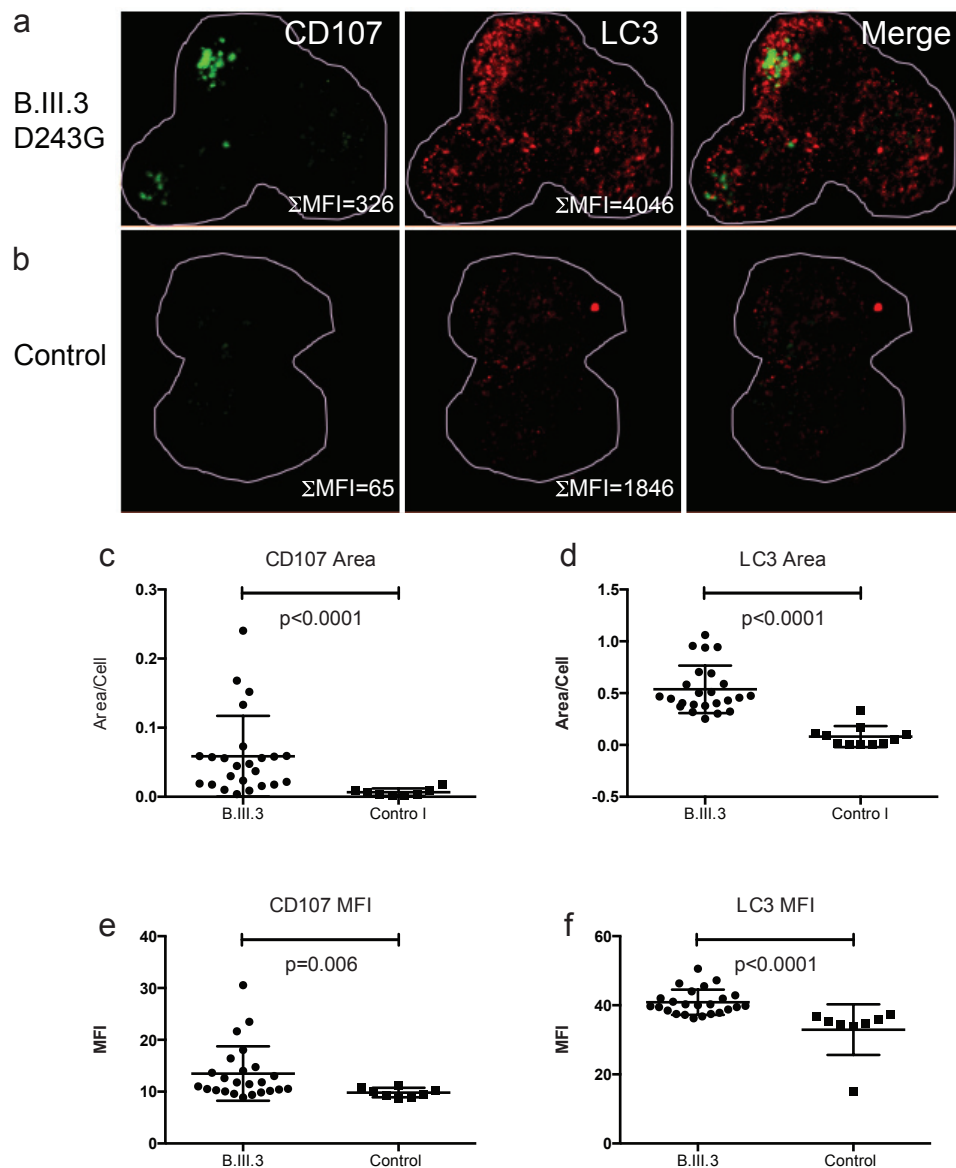 a
CD107
LC3
Merge
B.III.3
D243G
ΣMFI=326
ΣMFI=4046
b
Control
ΣMFI=65
ΣMFI=1846
c
CD107 Area
p<0.0001
Area/Cell
0.3
0.2
0.1
0.0
B.III.3
Contro l
d
LC3 Area
p<0.0001
Area/Cell
1.5
1.0
0.5
0.0
-0.5
B.III.3
Contro l
e
CD107 MFI
p=0.006
MFI
40
30
20
10
0
B.III.3
Control
f
LC3 MFI
p<0.0001
MFI
60
40
20
0
B.III.3
Control